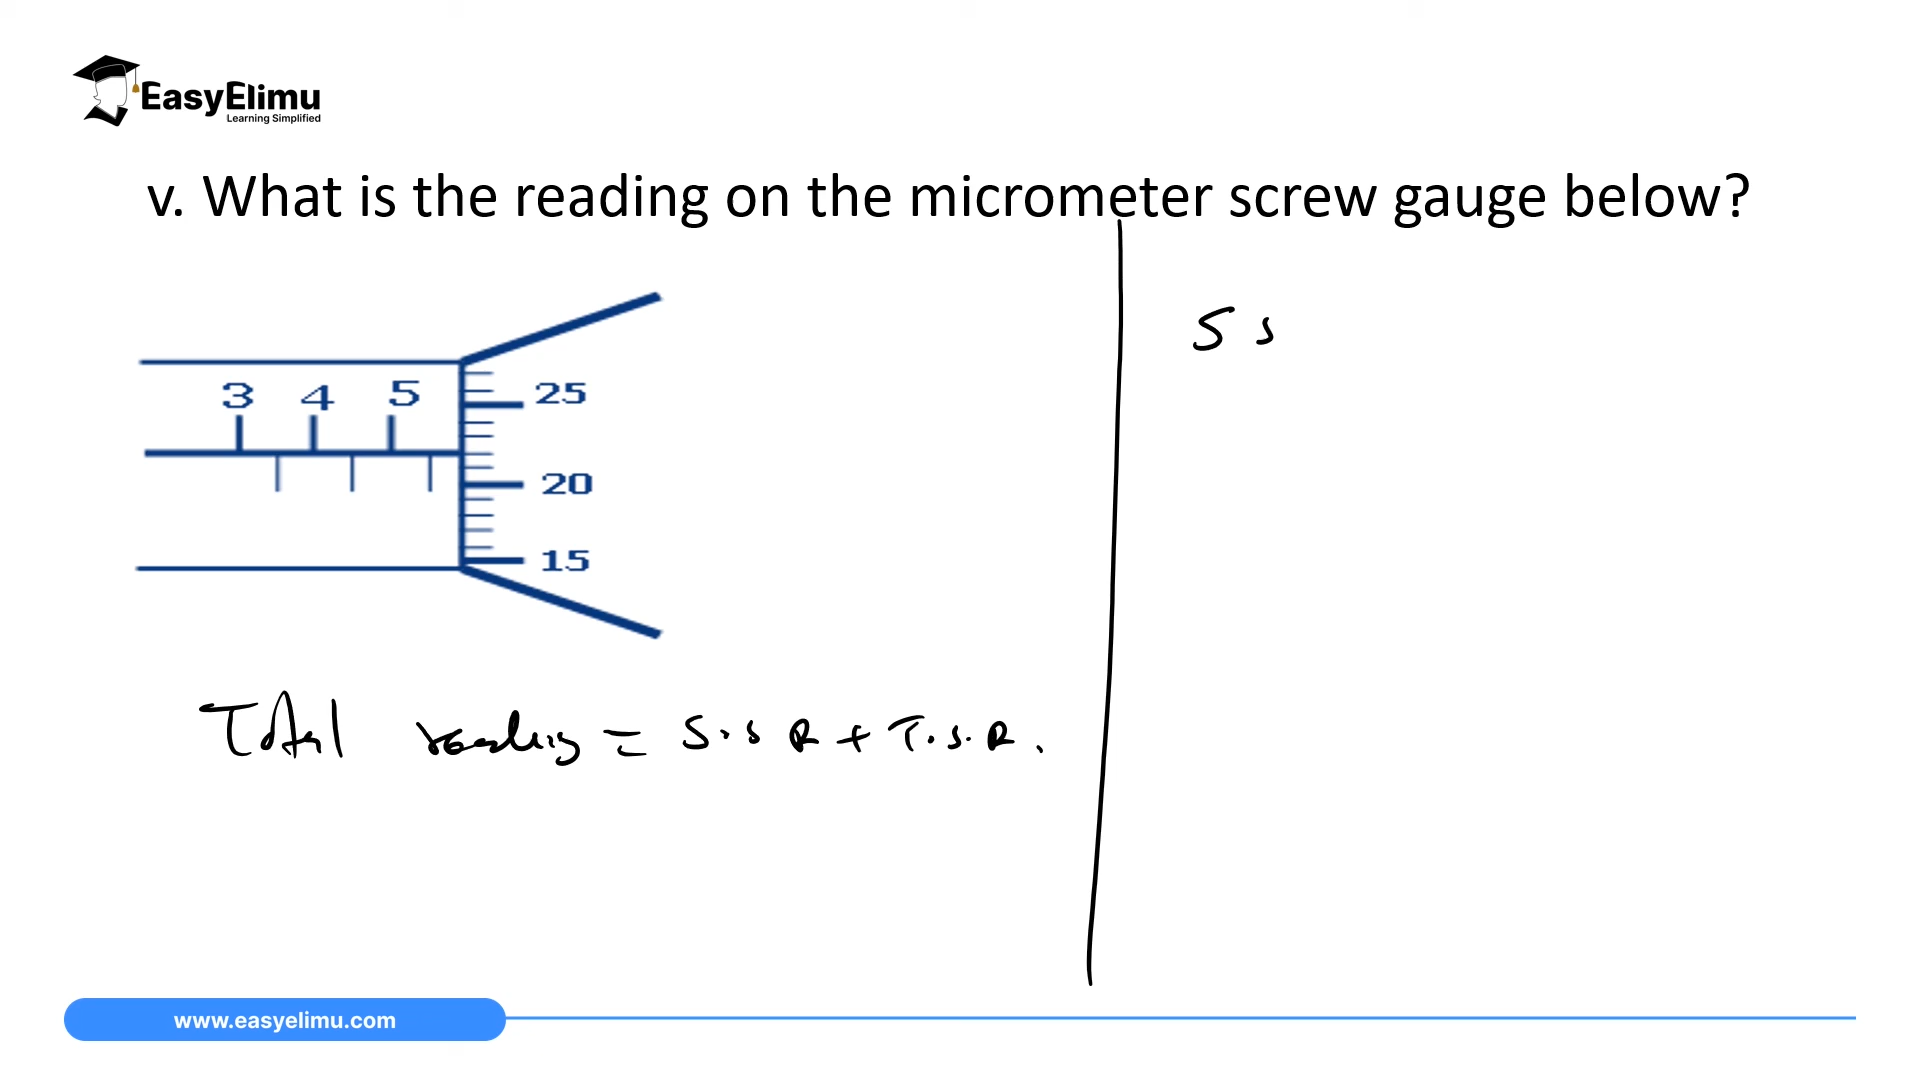 EasyElimu
Learning Simplified
v. What is the reading on the micrometer screw gauge below?
S s
3 4 5
25
20
15
Total reading = S.S R + T.S.R.
www.easyelimu.com